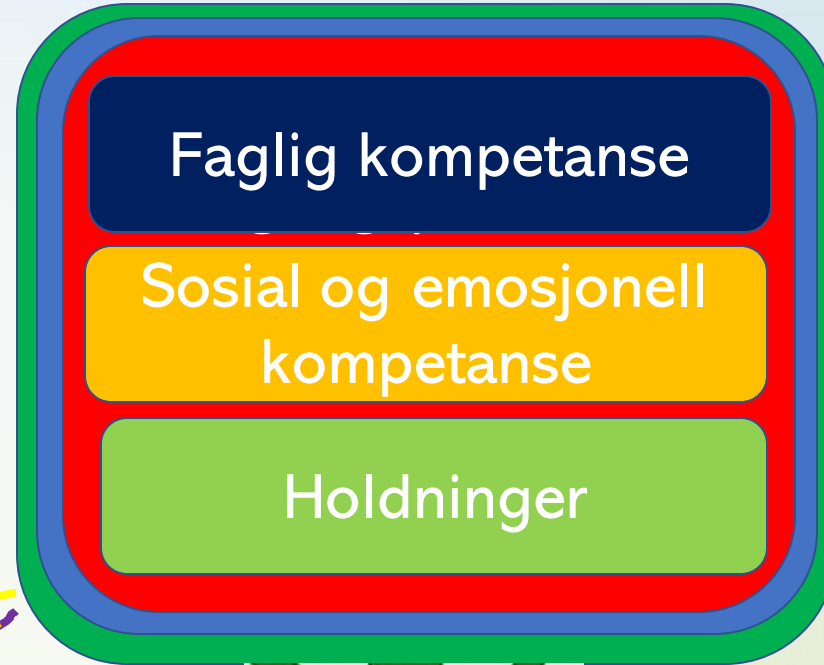 Faglig kompetanse
Sosial og emosjonell
kompetanse
Holdninger